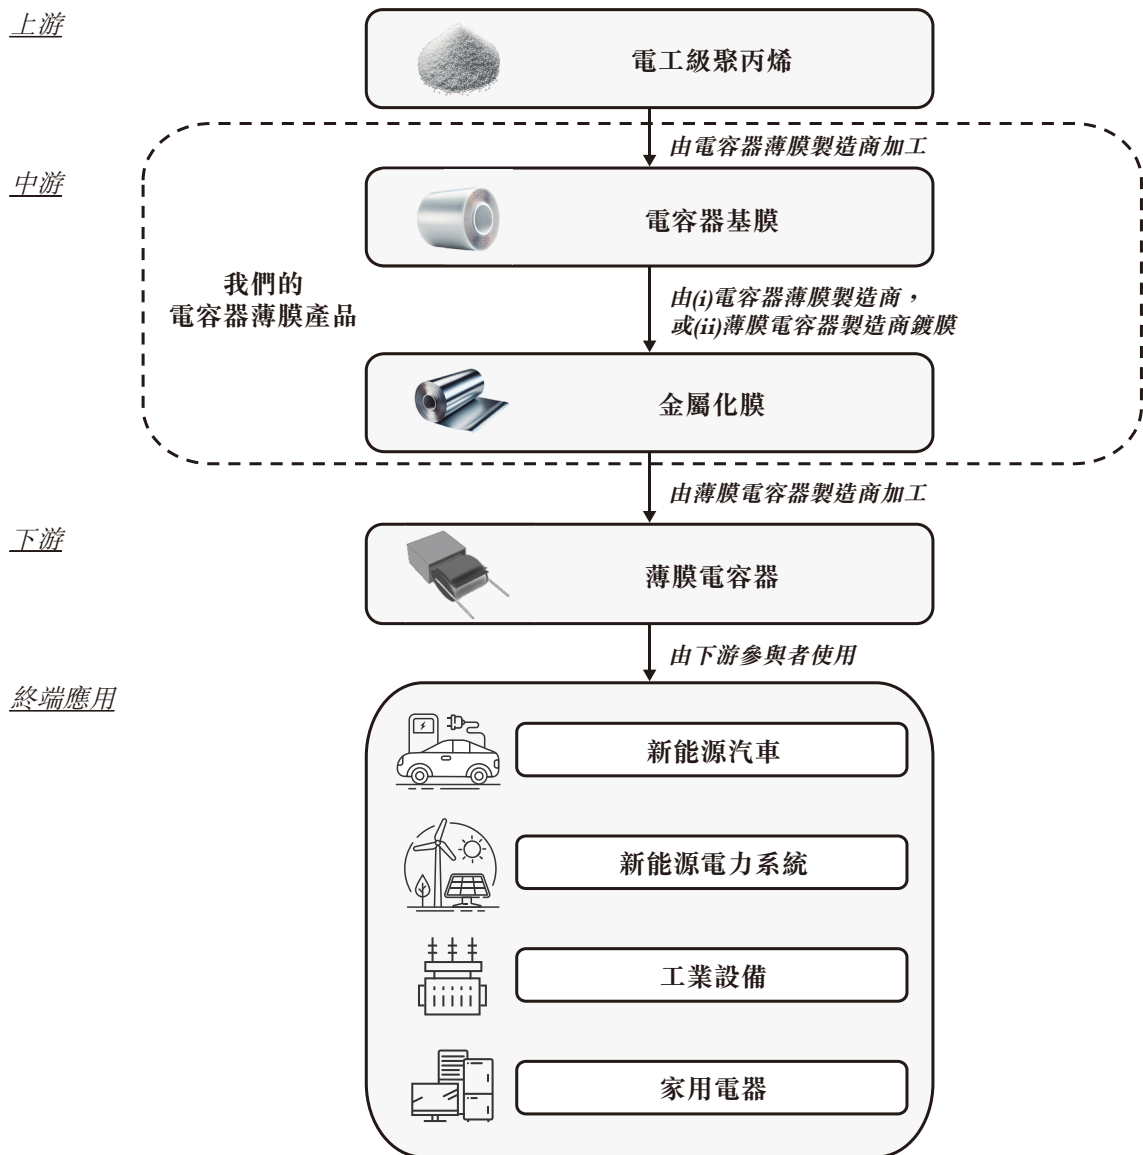 上游
電工級聚丙烯
由電容器薄膜製造商加工
中游
電容器基膜
我們的
電容器薄膜產品
由(i)電容器薄膜製造商，
或(ii)薄膜電容器製造商鍍膜
金屬化膜
由薄膜電容器製造商加工
下游
薄膜電容器
由下游參與者使用
終端應用
新能源汽車
新能源電力系統
工業設備
家用電器